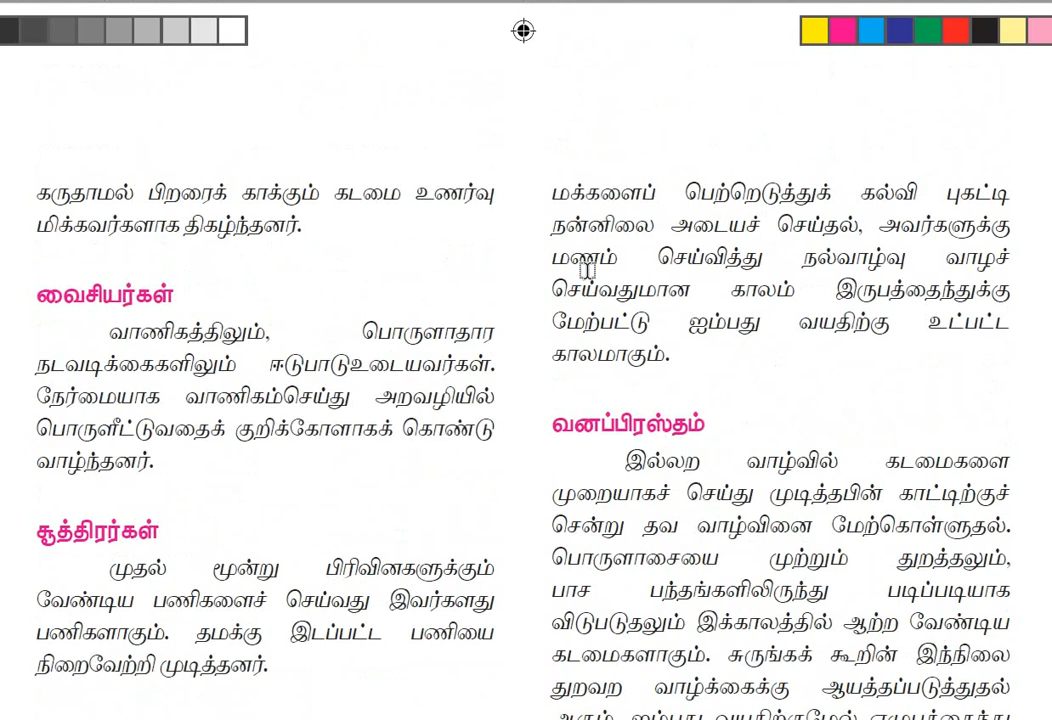 கருதாமல் பிறரைக் காக்கும் கடமை உணர்வு
மிக்கவர்களாக திகழ்ந்தனர்.
வைசியர்கள்
வாணிகத்திலும், பொருளாதார
நடவடிக்கைகளிலும் ஈடுபாடுஉடையவர்கள்.
நேர்மையாக வாணிகம்செய்து அறவழியில்
பொருளீட்டுவதைக் குறிக்கோளாகக் கொண்டு
வாழ்ந்தனர்.
சூத்திரர்கள்
முதல் மூன்று பிரிவினகளுக்கும்
வேண்டிய பணிகளைச் செய்வது இவர்களது
பணிகளாகும். தமக்கு இடப்பட்ட பணியை
நிறைவேற்றி முடித்தனர்.
மக்களைப் பெற்றெடுத்துக் கல்வி புகட்டி
நன்னிலை அடையச் செய்தல், அவர்களுக்கு
மணம் செய்வித்து நல்வாழ்வு வாழச்
செய்வதுமான காலம் இருபத்தைந்துக்கு
மேற்பட்டு ஐம்பது வயதிற்கு உட்பட்ட
காலமாகும்.
வனப்பிரஸ்தம்
இல்லற வாழ்வில் கடமைகளை
முறையாகச் செய்து முடித்தபின் காட்டிற்குச்
சென்று தவ வாழ்வினை மேற்கொள்ளுதல்.
பொருளாசையை முற்றும் துறத்தலும்,
பாச பந்தங்களிலிருந்து படிப்படியாக
விடுபடுதலும் இக்காலத்தில் ஆற்ற வேண்டிய
கடமைகளாகும். சுருங்கக் கூறின் இந்நிலை
துறவற வாழ்க்கைக்கு ஆயத்தப்படுத்துதல்